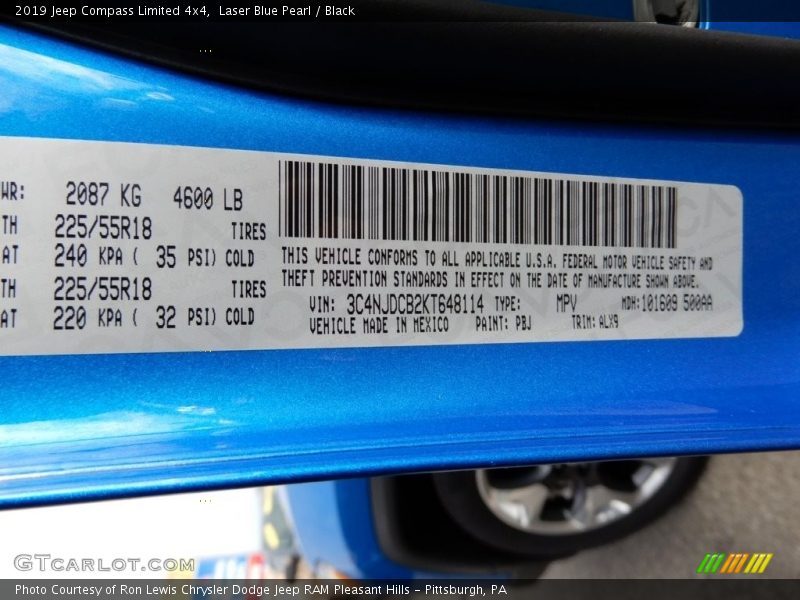 2019 Jeep Compass Limited 4x4,  Laser Blue Pearl / Black
WR: 2087 KG 4600 LB
TH 225/55R18 TIRES
AT 240 KPA ( 35 PSI) COLD
TH 225/55R18 TIRES
AT 220 KPA ( 32 PSI) COLD
THIS VEHICLE CONFORMS TO ALL APPLICABLE U.S.A. FEDERAL MOTOR VEHICLE SAFETY AND
THEFT PREVENTION STANDARDS IN EFFECT ON THE DATE OF MANUFACTURE SHOWN ABOVE.
VIN: 3C4NJDCB2KT648114 TYPE: MPV MDH:101609 500AA
VEHICLE MADE IN MEXICO PAINT: PBJ TRIM: ALX9
GTCARLOT.COM
Photo Courtesy of Ron Lewis Chrysler Dodge Jeep RAM Pleasant Hills - Pittsburgh, PA